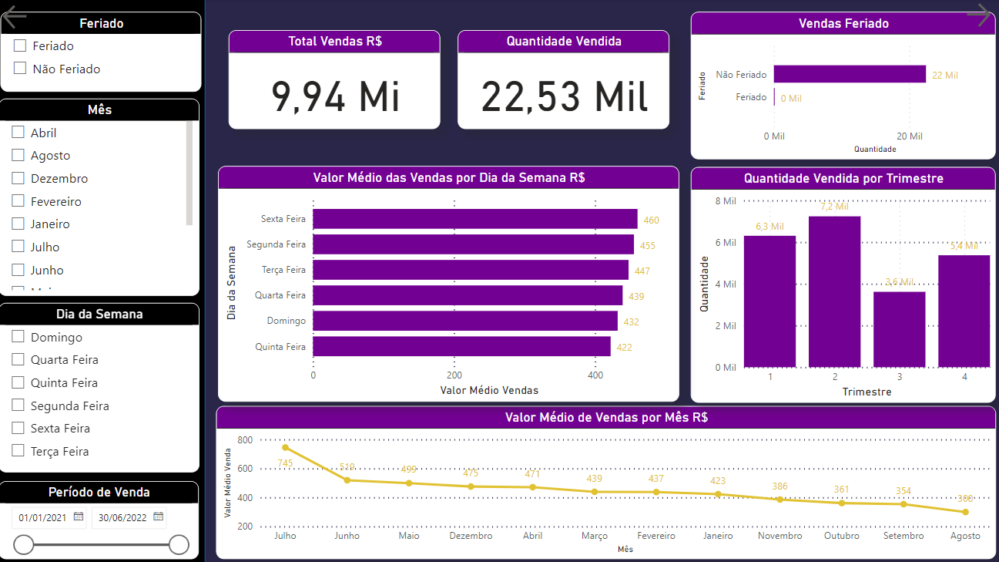 Feriado
Feriado
Não Feriado
Mês
Abril
Agosto
Dezembro
Fevereiro
Janeiro
Julho
Junho
Dia da Semana
Domingo
Quarta Feira
Quinta Feira
Segunda Feira
Sexta Feira
Terça Feira
Período de Venda
01/01/2021
30/06/2022
Total Vendas R$
9,94 Mi
Quantidade Vendida
22,53 Mil
Vendas Feriado
Feriado
Não Feriado
22 Mil
Feriado
0 Mil
0 Mil
20 Mil
Quantidade
Valor Médio das Vendas por Dia da Semana R$
Dia da Semana
Sexta Feira
460
Segunda Feira
455
Terça Feira
447
Quarta Feira
439
Domingo
432
Quinta Feira
422
0
200
400
Valor Médio Vendas
Quantidade Vendida por Trimestre
Quantidade
8 Mil
6 Mil
4 Mil
2 Mil
0 Mil
6,3 Mil
7,2 Mil
3,6 Mil
5,4 Mil
1
2
3
4
Trimestre
Valor Médio de Vendas por Mês R$
Valor Médio Venda
800
600
400
200
745
519
499
475
471
439
437
423
386
361
354
300
Julho
Junho
Maio
Dezembro
Abril
Março
Fevereiro
Janeiro
Novembro
Outubro
Setembro
Agosto
Mês